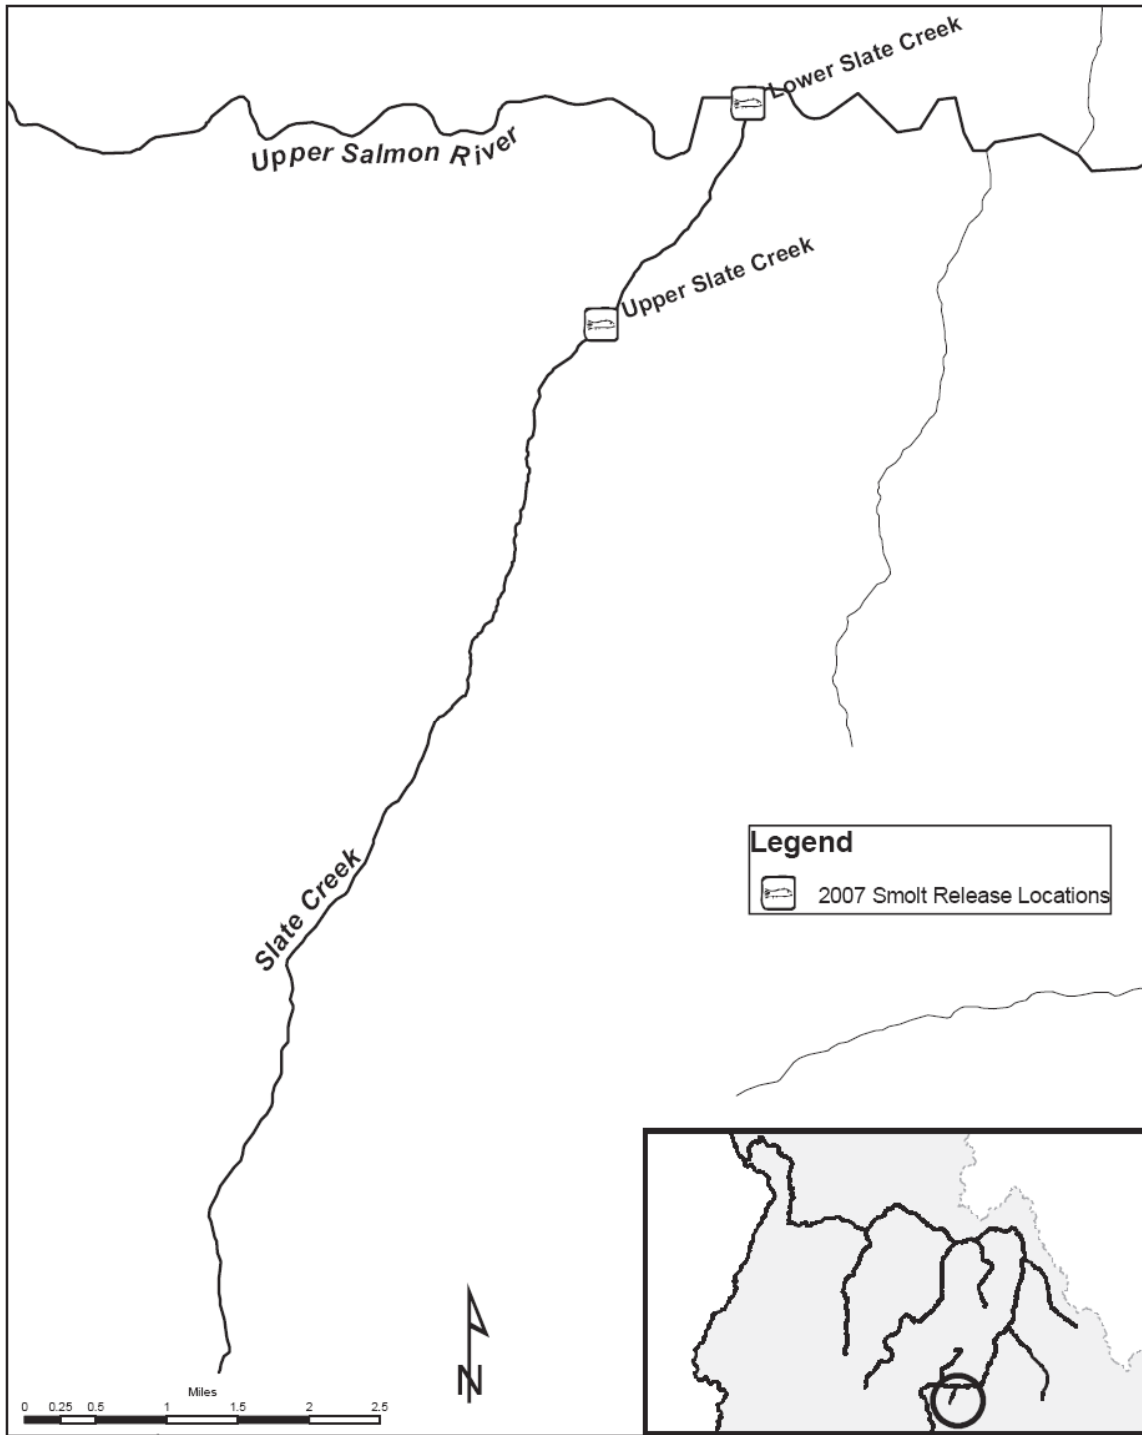 Lower Slate Creek
Upper Salmon River
Upper Slate Creek
Legend
2007 Smolt Release Locations
Slate Creek
N
Miles
0 0.25 0.5 1 1.5 2 2.5